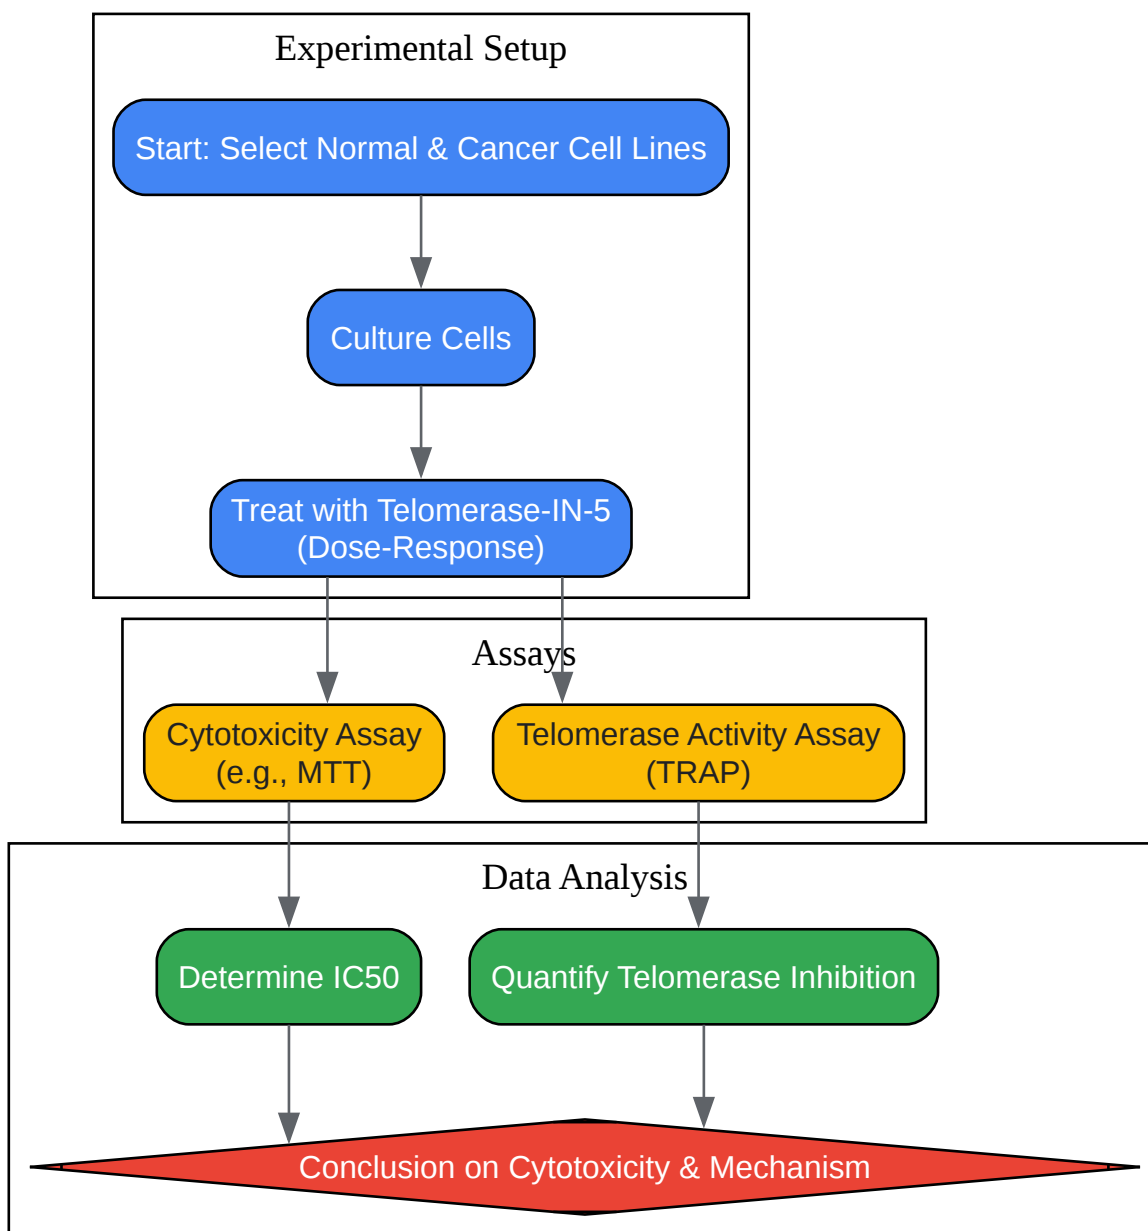 Experimental Setup
Start: Select Normal & Cancer Cell Lines
Culture Cells
Treat with Telomerase-IN-5
(Dose-Response)
Assays
Cytotoxicity Assay
(e.g., MTT)
Telomerase Activity Assay
(TRAP)
Data Analysis
Determine IC50
Quantify Telomerase Inhibition
Conclusion on Cytotoxicity & Mechanism